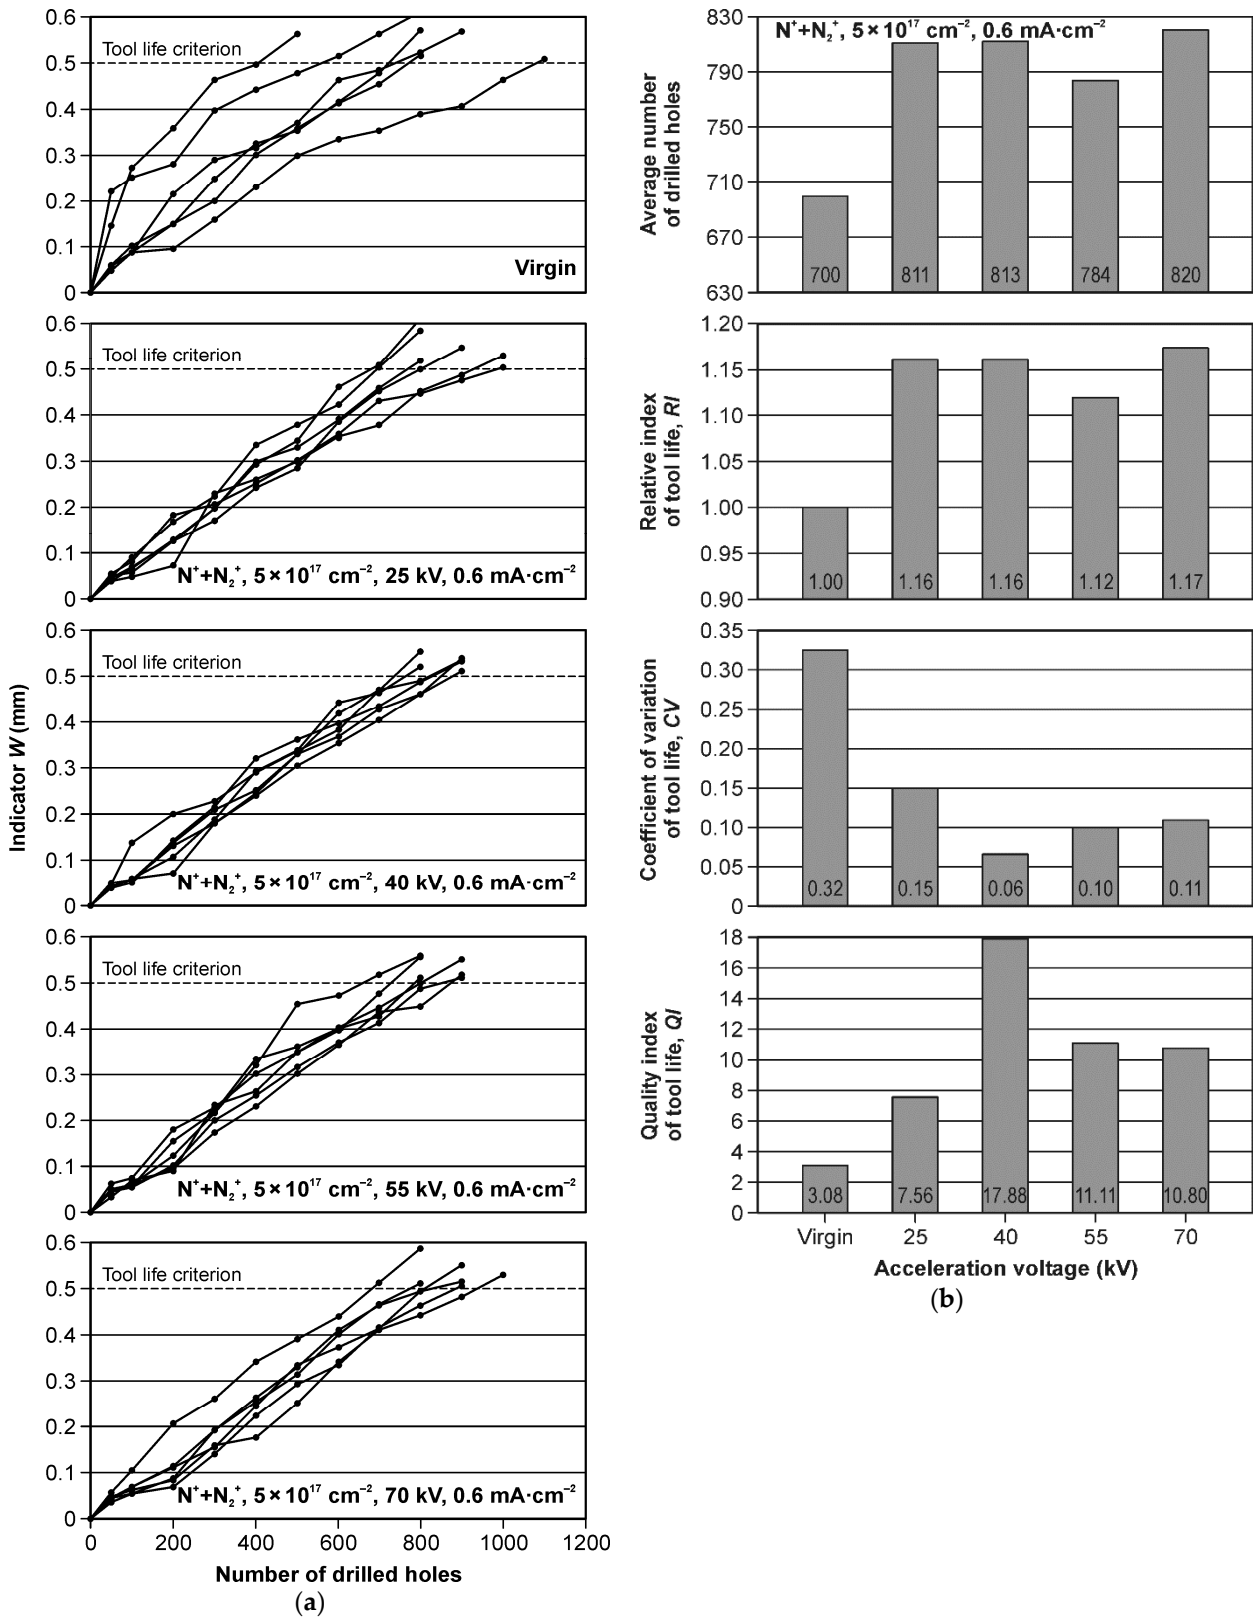 Indicator W (mm)
0.6
0.5
0.4
0.3
0.2
0.1
0
Tool life criterion
Virgin
0.6
0.5
0.4
0.3
0.2
0.1
0
Tool life criterion
N⁺+N₂⁺, 5 × 10¹⁷ cm⁻², 25 kV, 0.6 mA·cm⁻²
0.6
0.5
0.4
0.3
0.2
0.1
0
Tool life criterion
N⁺+N₂⁺, 5 × 10¹⁷ cm⁻², 40 kV, 0.6 mA·cm⁻²
0.6
0.5
0.4
0.3
0.2
0.1
0
Tool life criterion
N⁺+N₂⁺, 5 × 10¹⁷ cm⁻², 55 kV, 0.6 mA·cm⁻²
0.6
0.5
0.4
0.3
0.2
0.1
0
Tool life criterion
N⁺+N₂⁺, 5 × 10¹⁷ cm⁻², 70 kV, 0.6 mA·cm⁻²
0 200 400 600 800 1000 1200
Number of drilled holes
(a)
Average number
of drilled holes
830
790
750
710
670
630
N⁺+N₂⁺, 5 × 10¹⁷ cm⁻², 0.6 mA·cm⁻²
700 811 813 784 820
Relative index
of tool life, RI
1.20
1.15
1.10
1.05
1.00
0.95
0.90
1.00 1.16 1.16 1.12 1.17
Coefficient of variation
of tool life, CV
0.35
0.30
0.25
0.20
0.15
0.10
0.05
0
0.32 0.15 0.06 0.10 0.11
Quality index
of tool life, QI
18
16
14
12
10
8
6
4
2
0
3.08 7.56 17.88 11.11 10.80
Virgin 25 40 55 70
Acceleration voltage (kV)
(b)